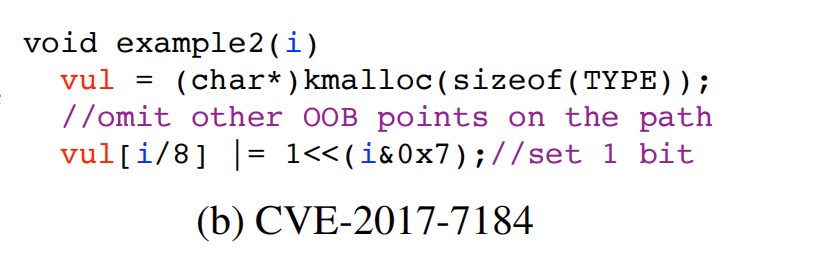 void example2(i)
vul = (char*)kmalloc(sizeof(TYPE));
//omit other OOB points on the path
vul[i/8] |= 1<<(i&0x7);//set 1 bit
(b) CVE-2017-7184